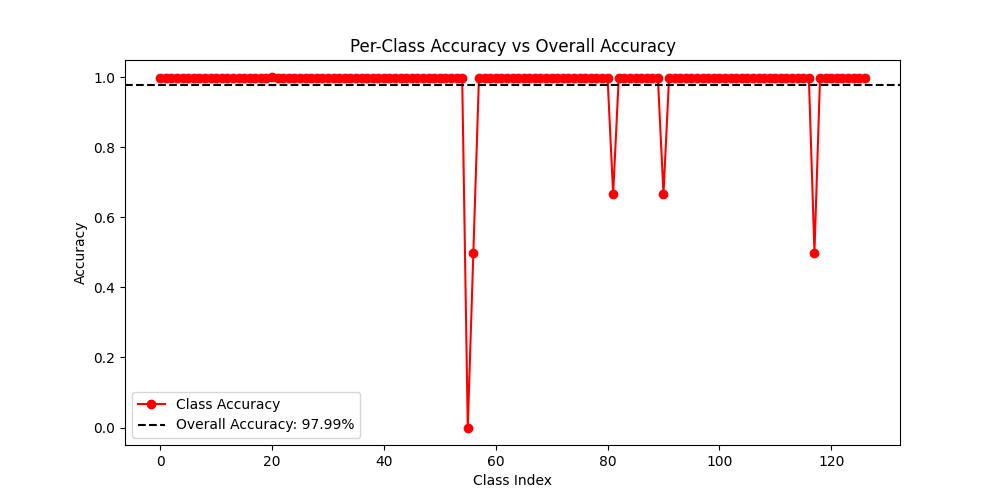 Per-Class Accuracy vs Overall Accuracy
Accuracy
1.0
0.8
0.6
0.4
0.2
0.0
Class Accuracy
Overall Accuracy: 97.99%
0 20 40 60 80 100 120
Class Index